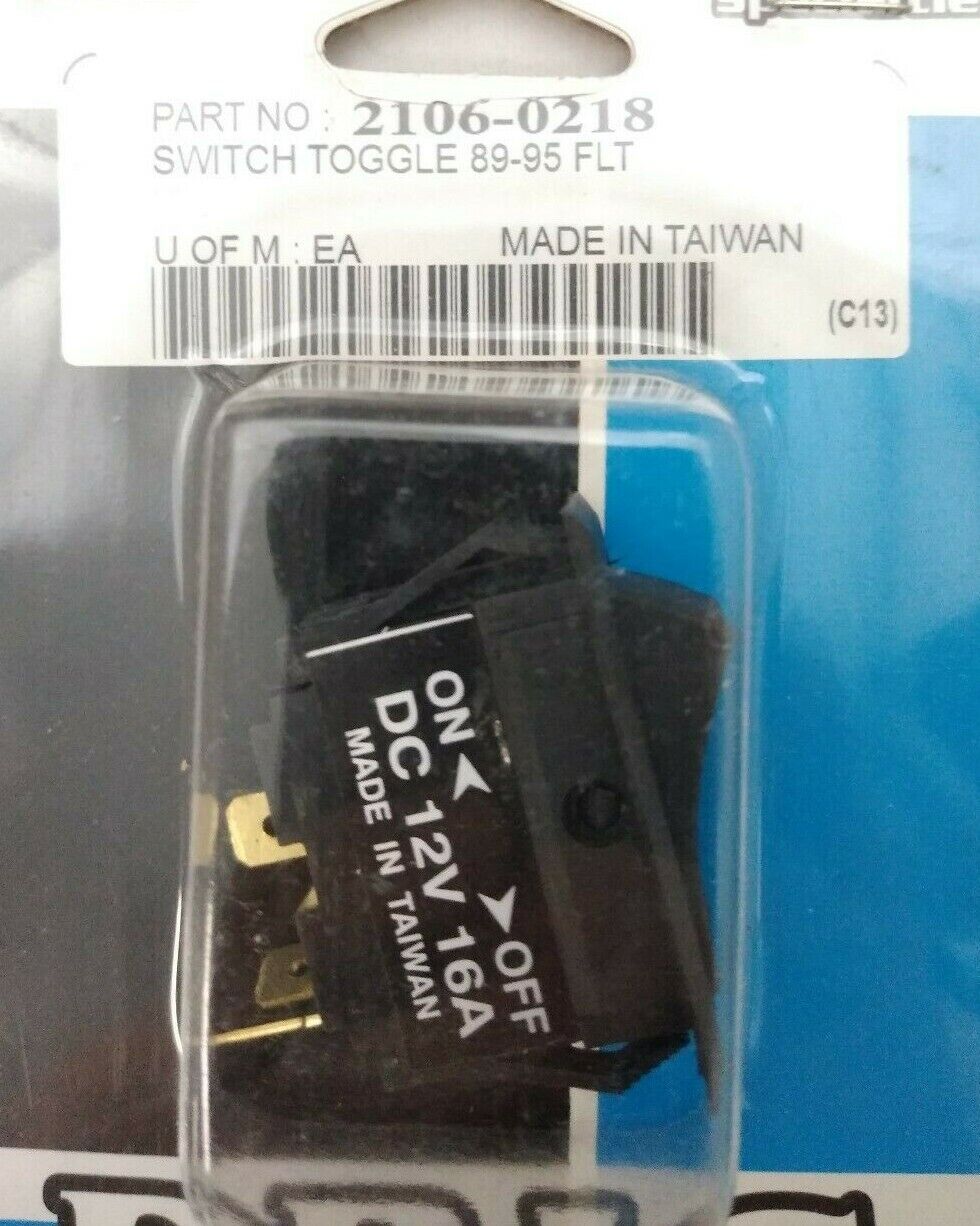 PART NO : 2106-0218
SWITCH TOGGLE 89-95 FLT
U OF M : EA MADE IN TAIWAN
(C13)
ON OFF
DC 12V 16A
MADE IN TAIWAN